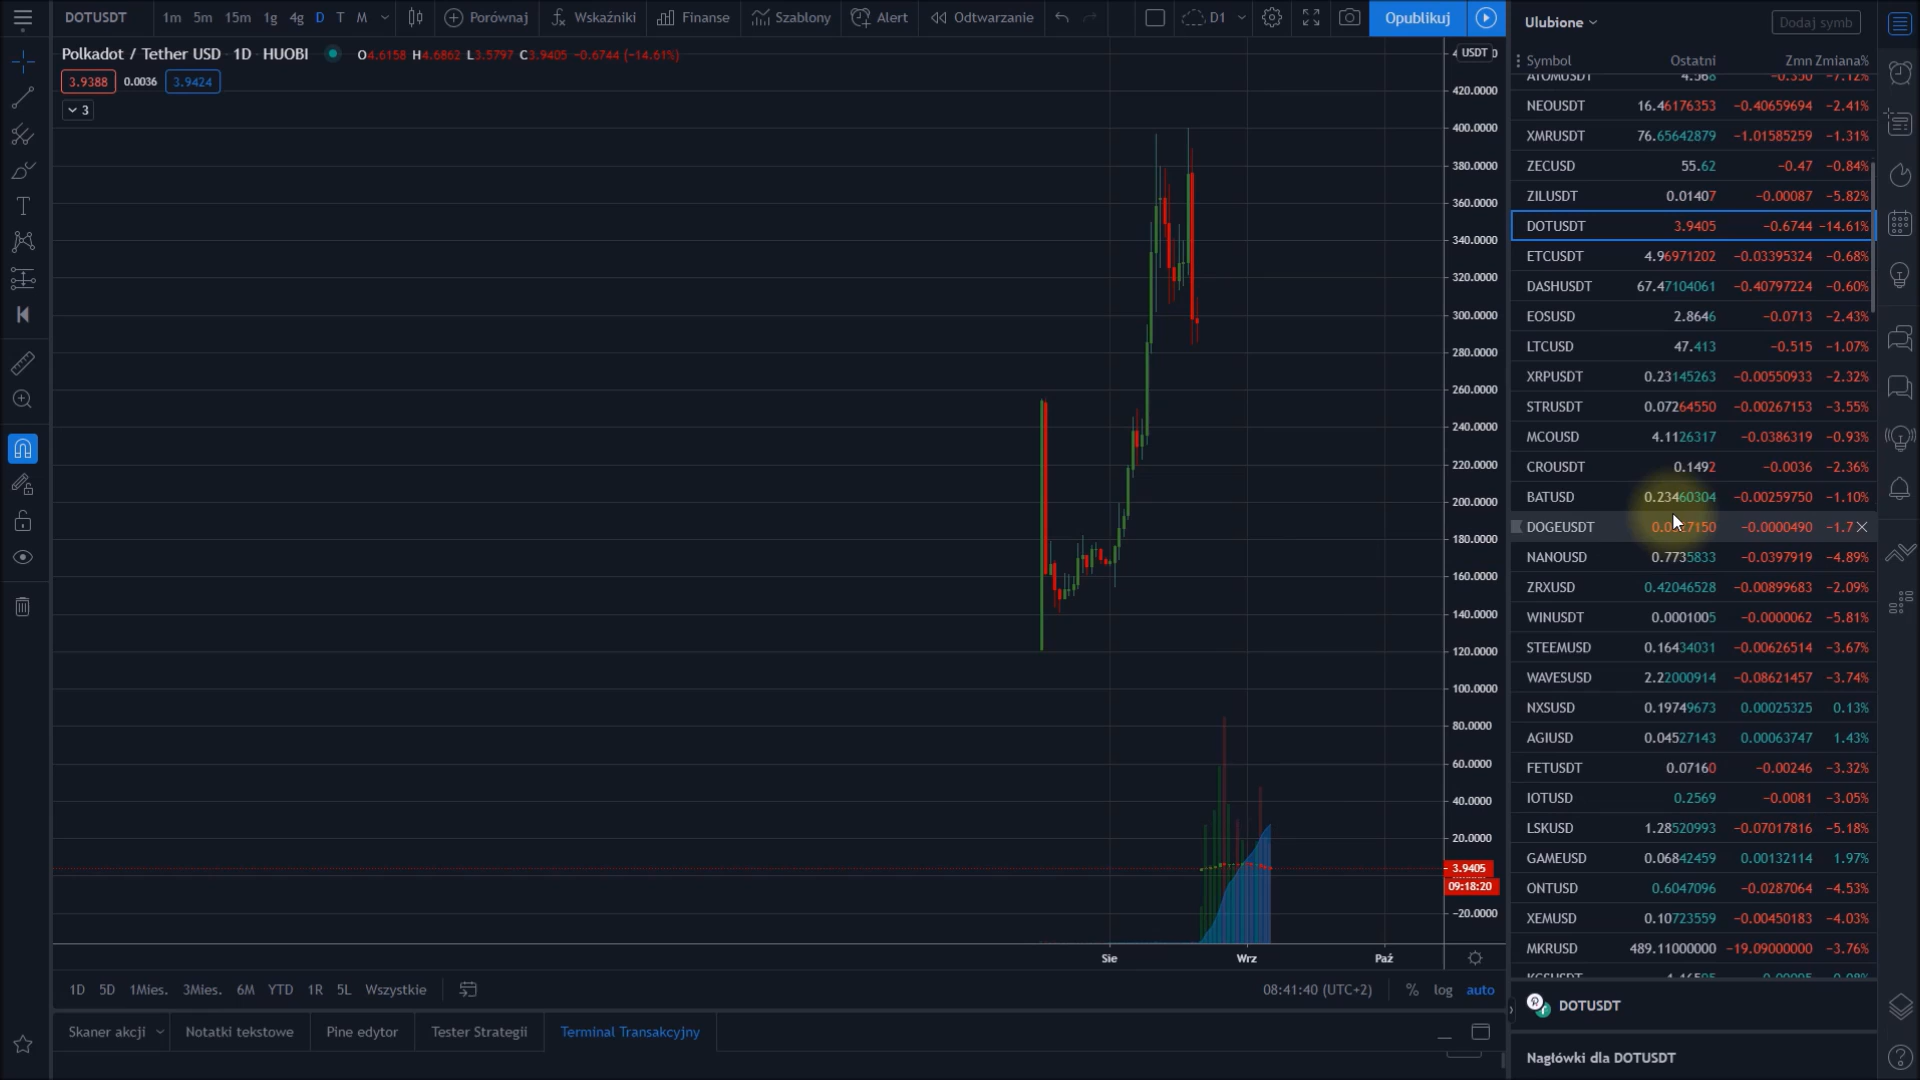 DOTUSDT 1m 5m 15m 1g 4g D T M Porównaj Wskaźniki Finanse Szablony Alert Odtwarzanie D1 Opublikuj
Polkadot / Tether USD 1D HUOBI O4.6158 H4.6862 L3.5797 C3.9405 −0.6744 (−14.61%)
3.9388 0.0036 3.9424
3
USDT
420.0000
400.0000
380.0000
360.0000
340.0000
320.0000
300.0000
280.0000
260.0000
240.0000
220.0000
200.0000
180.0000
160.0000
140.0000
120.0000
100.0000
80.0000
60.0000
40.0000
20.0000
3.9405
09:18:20
−20.0000
Sie Wrz Paź
1D 5D 1Mies. 3Mies. 6M YTD 1R 5L Wszystkie 08:41:40 (UTC+2) % log auto
Skaner akcji Notatki tekstowe Pine edytor Tester Strategii Terminal Transakcyjny
Ulubione Dodaj symb
Symbol Ostatni Zmn Zmiana%
ATOMUSDT 4.568 −0.350 −7.12%
NEOUSDT 16.46176353 −0.40659694 −2.41%
XMRUSDT 76.65642879 −1.01585259 −1.31%
ZECUSD 55.62 −0.47 −0.84%
ZILUSDT 0.01407 −0.00087 −5.82%
DOTUSDT 3.9405 −0.6744 −14.61%
ETCUSDT 4.96971202 −0.03395324 −0.68%
DASHUSDT 67.47104061 −0.40797224 −0.60%
EOSUSD 2.8646 −0.0713 −2.43%
LTCUSD 47.413 −0.515 −1.07%
XRPUSDT 0.23145263 −0.00550933 −2.32%
STRUSDT 0.07264550 −0.00267153 −3.55%
MCOUSD 4.1126317 −0.0386319 −0.93%
CROUSDT 0.1492 −0.0036 −2.36%
BATUSD 0.23460304 −0.00259750 −1.10%
DOGEUSDT −0.0000490 −1.7
NANOUSD 0.7735833 −0.0397919 −4.89%
ZRXUSD 0.42046528 −0.00899683 −2.09%
WINUSDT 0.0001005 −0.0000062 −5.81%
STEEMUSD 0.16434031 −0.00626514 −3.67%
WAVESUSD 2.22000914 −0.08621457 −3.74%
NXSUSD 0.19749673 0.00025325 0.13%
AGIUSD 0.04527143 0.00063747 1.43%
FETUSDT 0.07160 −0.00246 −3.32%
IOTUSD 0.2569 −0.0081 −3.05%
LSKUSD 1.28520993 −0.07017816 −5.18%
GAMEUSD 0.06842459 0.00132114 1.97%
ONTUSD 0.6047096 −0.0287064 −4.53%
XEMUSD 0.10723559 −0.00450183 −4.03%
MKRUSD 489.11000000 −19.09000000 −3.76%
DOTUSDT
Nagłówki dla DOTUSDT